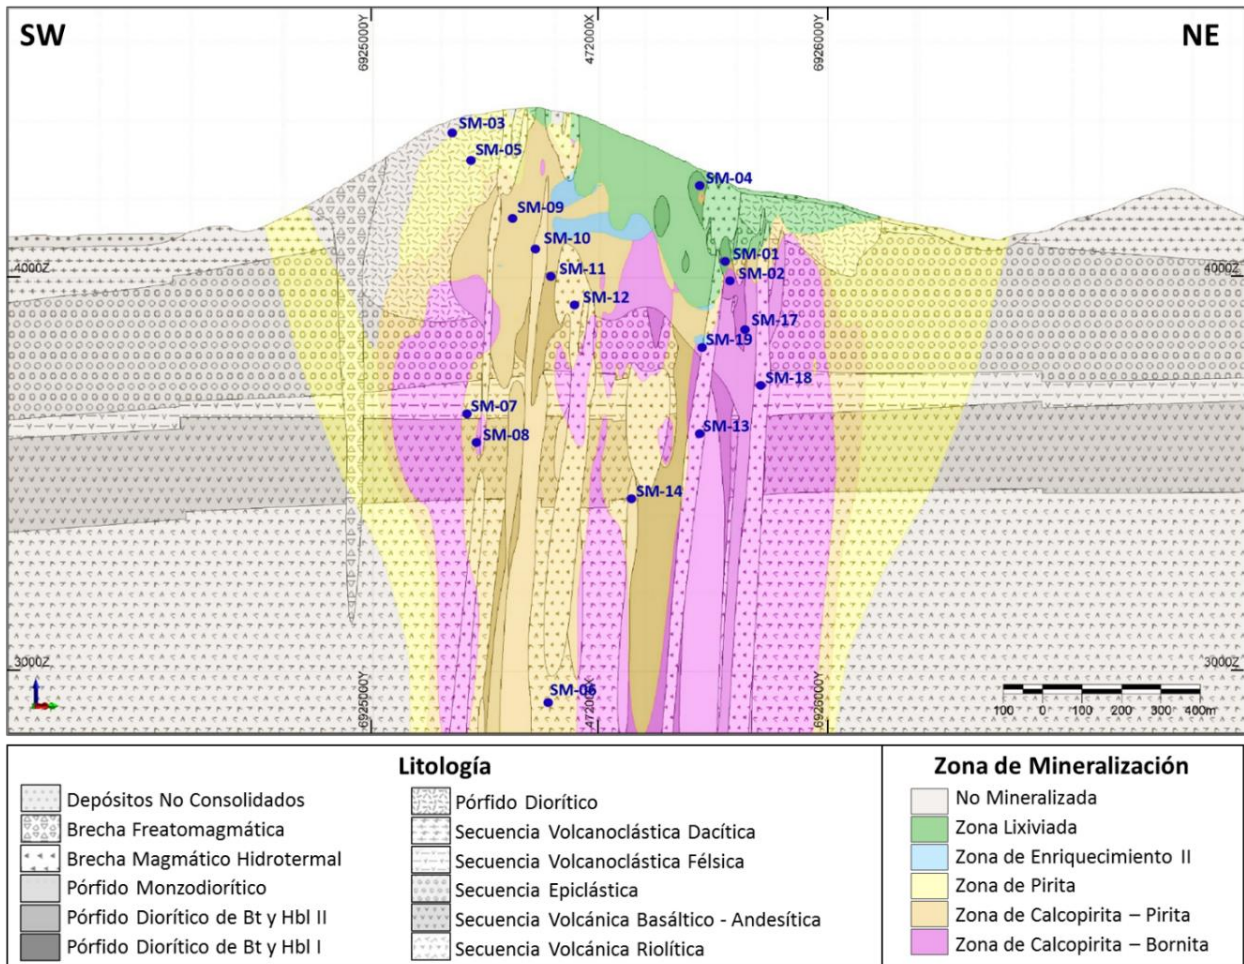 SW
NE
6925000Y
472000X
6926000Y
SM-03
SM-05
SM-04
SM-09
SM-10
SM-01
4000Z
SM-11
SM-02
4000Z
SM-12
SM-17
SM-19
SM-18
SM-07
SM-13
SM-08
SM-14
3000Z
3000Z
SM-06
6925000Y
472000X
6926000Y
100 0 100 200 300 400m
Litología
Depósitos No Consolidados
Brecha Freatomagmática
Brecha Magmático Hidrotermal
Pórfido Monzodiorítico
Pórfido Diorítico de Bt y Hbl II
Pórfido Diorítico de Bt y Hbl I
Pórfido Diorítico
Secuencia Volcanoclástica Dacítica
Secuencia Volcanoclástica Félsica
Secuencia Epiclástica
Secuencia Volcánica Basáltico - Andesítica
Secuencia Volcánica Riolítica
Zona de Mineralización
No Mineralizada
Zona Lixiviada
Zona de Enriquecimiento II
Zona de Pirita
Zona de Calcopirita – Pirita
Zona de Calcopirita – Bornita